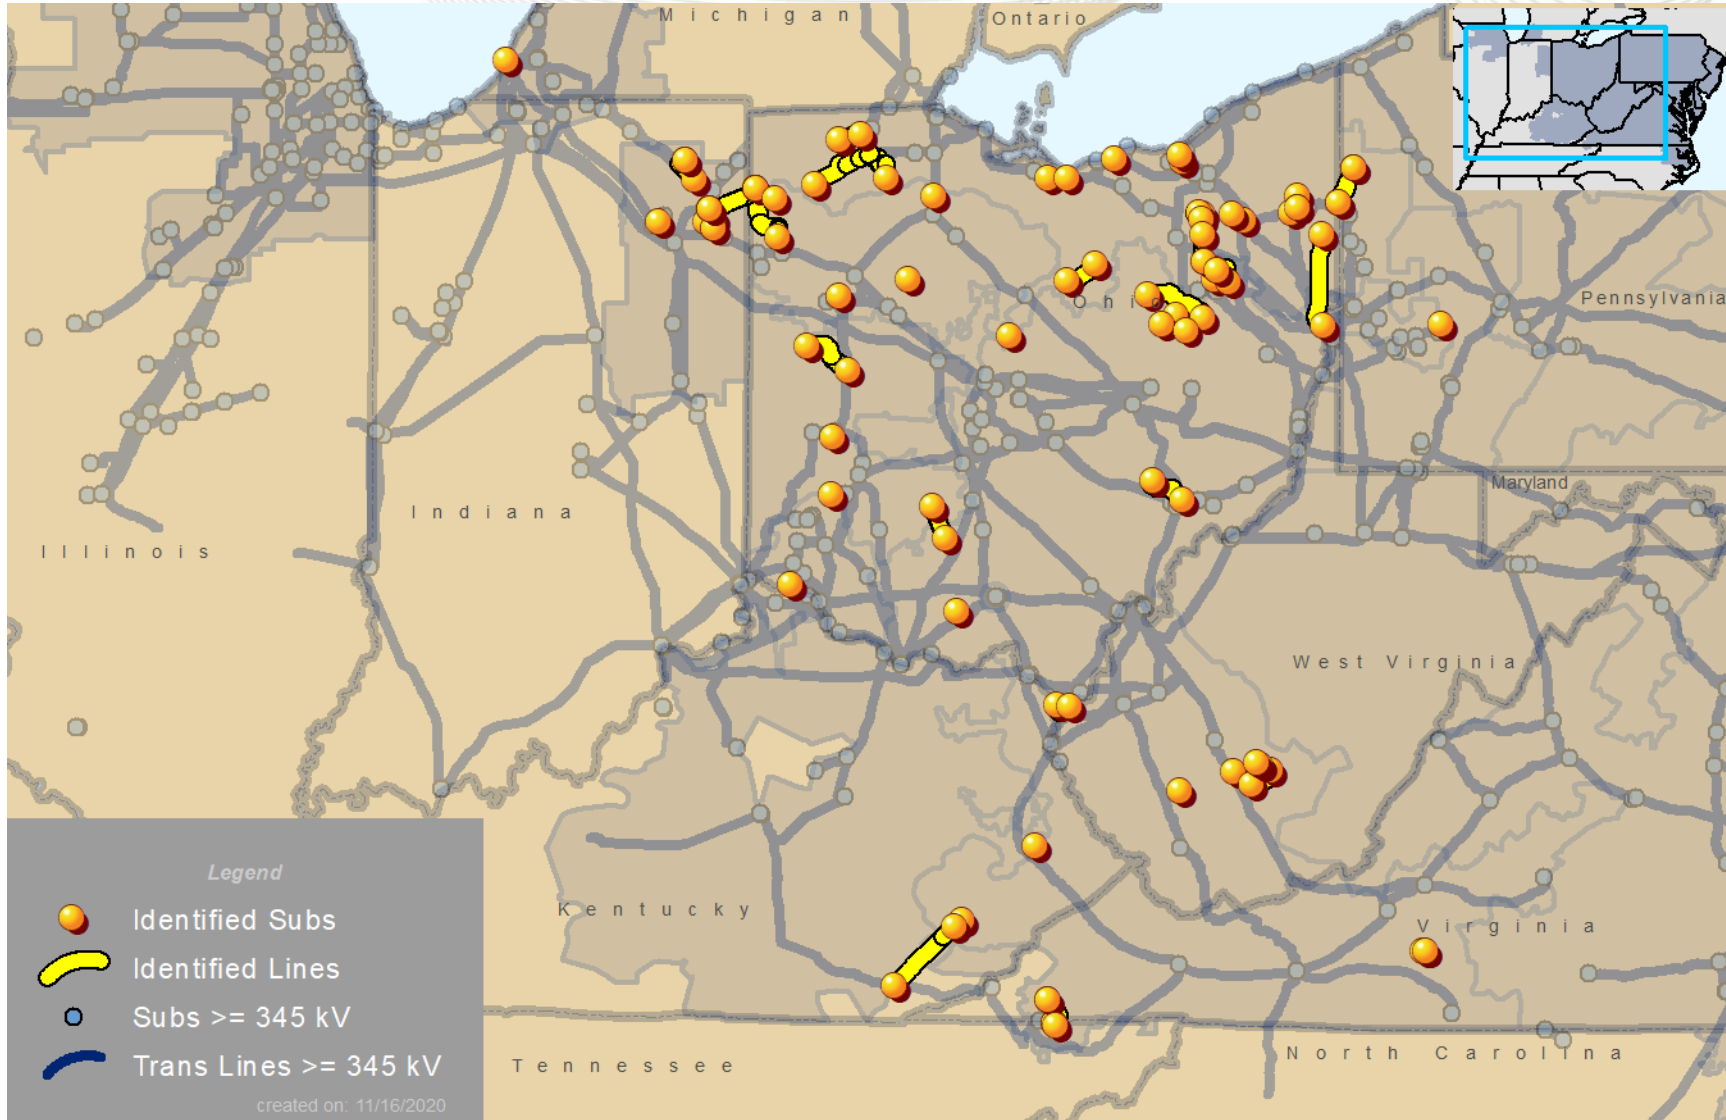 Michigan
Ontario
Pennsylvania
Ohio
Maryland
Indiana
Illinois
West Virginia
Kentucky
Virginia
Tennessee
North Carolina
Legend
Identified Subs
Identified Lines
Subs >= 345 kV
Trans Lines >= 345 kV
created on: 11/16/2020